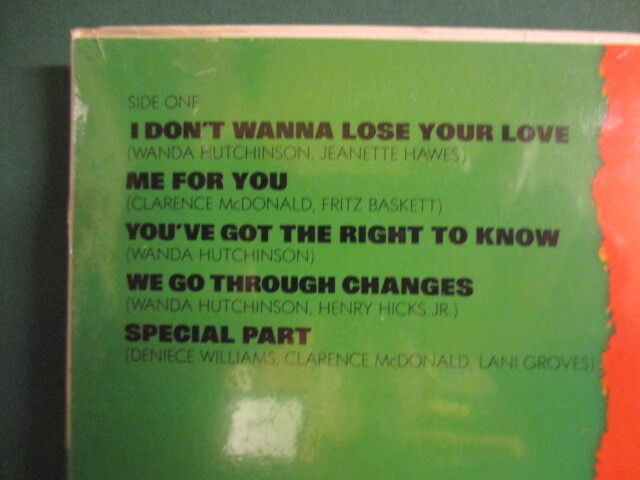 SIDE ONE
I DON'T WANNA LOSE YOUR LOVE
(WANDA HUTCHINSON, JEANETTE HAWES)
ME FOR YOU
(CLARENCE McDONALD, FRITZ BASKETT)
YOU'VE GOT THE RIGHT TO KNOW
(WANDA HUTCHINSON)
WE GO THROUGH CHANGES
(WANDA HUTCHINSON, HENRY HICKS JR.)
SPECIAL PART
(DENIECE WILLIAMS, CLARENCE McDONALD, LANI GROVES)